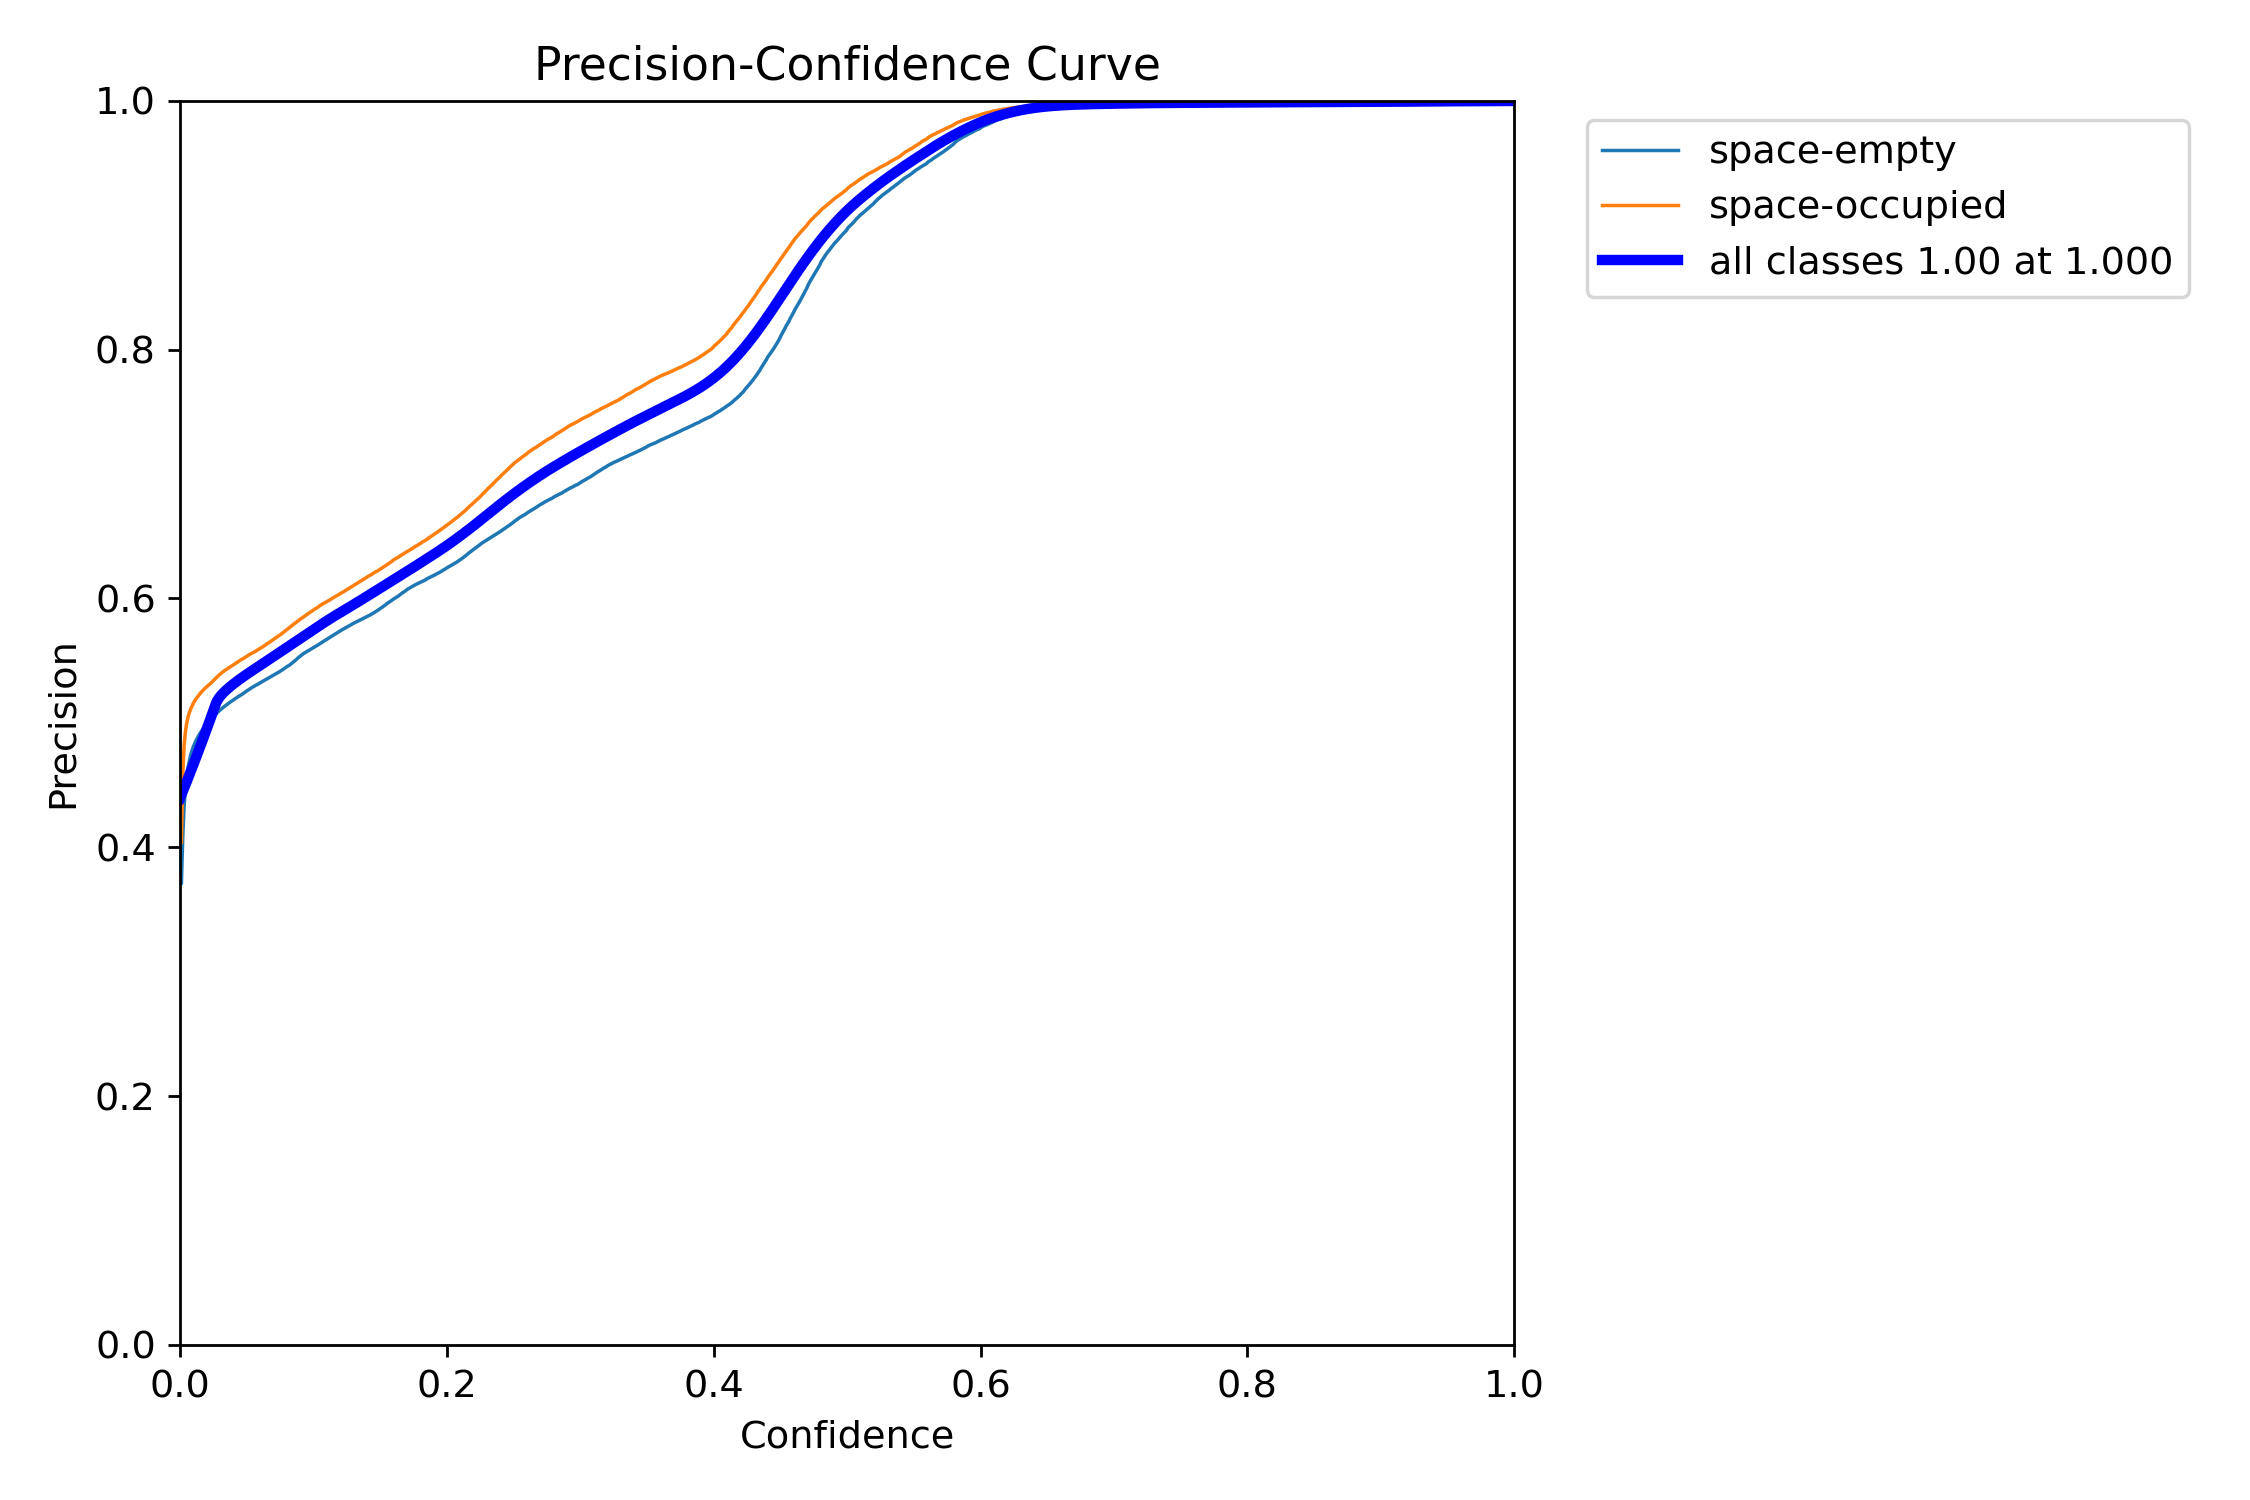 Precision-Confidence Curve
1.0
0.8
0.6
0.4
0.2
0.0
Precision
0.0 0.2 0.4 0.6 0.8 1.0
Confidence
space-empty
space-occupied
all classes 1.00 at 1.000